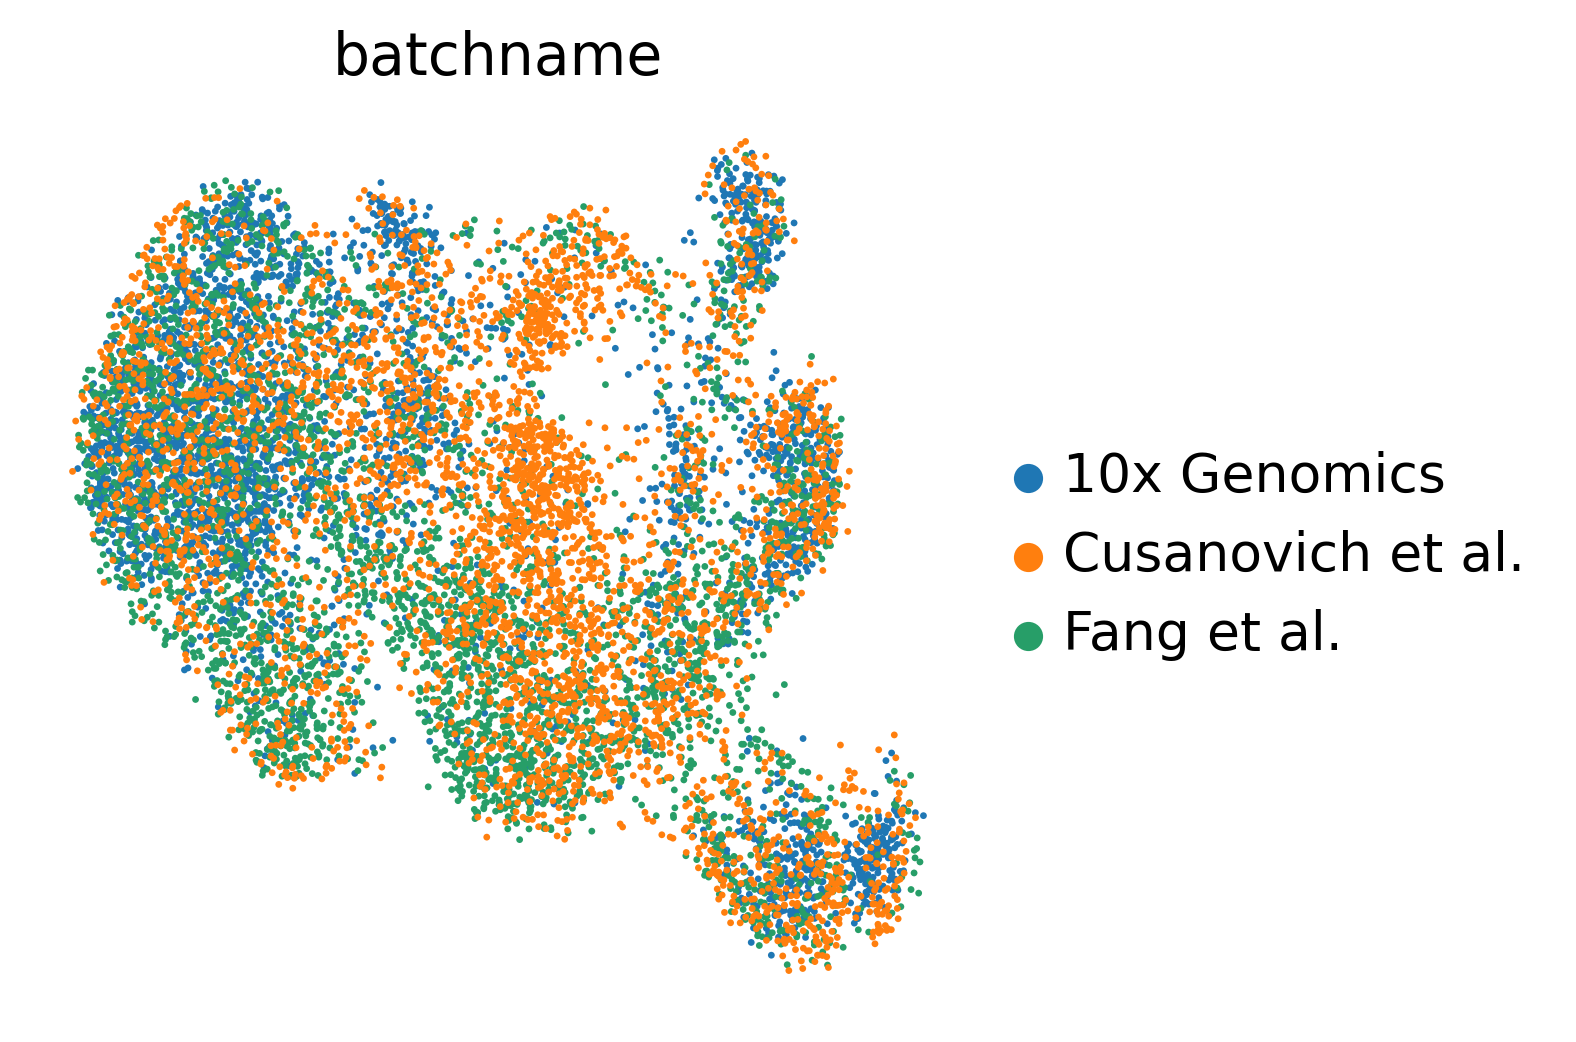 batchname
10x Genomics
Cusanovich et al.
Fang et al.